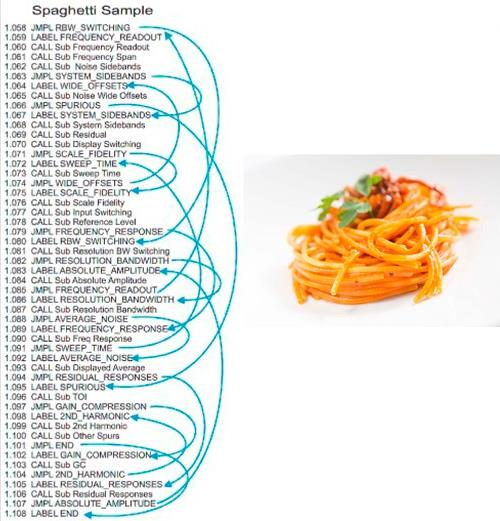 Spaghetti Sample
1.058 JMPL RBW_SWITCHING
1.059 LABEL FREQUENCY_READOUT
1.060 CALL Sub Frequency Readout
1.061 CALL Sub Frequency Span
1.062 CALL Sub Noise Sidebands
1.063 JMPL SYSTEM_SIDEBANDS
1.064 LABEL WIDE_OFFSETS
1.065 CALL Sub Noise Wide Offsets
1.066 JMPL SPURIOUS
1.067 LABEL SYSTEM_SIDEBANDS
1.068 CALL Sub System Sidebands
1.069 CALL Sub Residual
1.070 CALL Sub Display Switching
1.071 JMPL SCALE_FIDELITY
1.072 LABEL SWEEP_TIME
1.073 CALL Sub Sweep Time
1.074 JMPL WIDE_OFFSETS
1.075 LABEL SCALE_FIDELITY
1.076 CALL Sub Scale Fidelity
1.077 CALL Sub Input Switching
1.078 CALL Sub Reference Level
1.079 JMPL FREQUENCY_RESPONSE
1.080 LABEL RBW_SWITCHING
1.081 CALL Sub Resolution BW Switching
1.082 JMPL RESOLUTION_BANDWIDTH
1.083 LABEL ABSOLUTE_AMPLITUDE
1.084 CALL Sub Absolute Amplitude
1.085 JMPL FREQUENCY_READOUT
1.086 LABEL RESOLUTION_BANDWIDTH
1.087 CALL Sub Resolution Bandwidth
1.088 JMPL AVERAGE_NOISE
1.089 LABEL FREQUENCY_RESPONSE
1.090 CALL Sub Freq Response
1.091 JMPL SWEEP_TIME
1.092 LABEL AVERAGE_NOISE
1.093 CALL Sub Displayed Average
1.094 JMPL RESIDUAL_RESPONSES
1.095 LABEL SPURIOUS
1.096 CALL Sub TOI
1.097 JMPL GAIN_COMPRESSION
1.098 LABEL 2ND_HARMONIC
1.099 CALL Sub 2nd Harmonic
1.100 CALL Sub Other Spurs
1.101 JMPL END
1.102 LABEL GAIN_COMPRESSION
1.103 CALL Sub GC
1.104 JMPL 2ND_HARMONIC
1.105 LABEL RESIDUAL_RESPONSES
1.106 CALL Sub Residual Responses
1.107 JMPL ABSOLUTE_AMPLITUDE
1.108 LABEL END